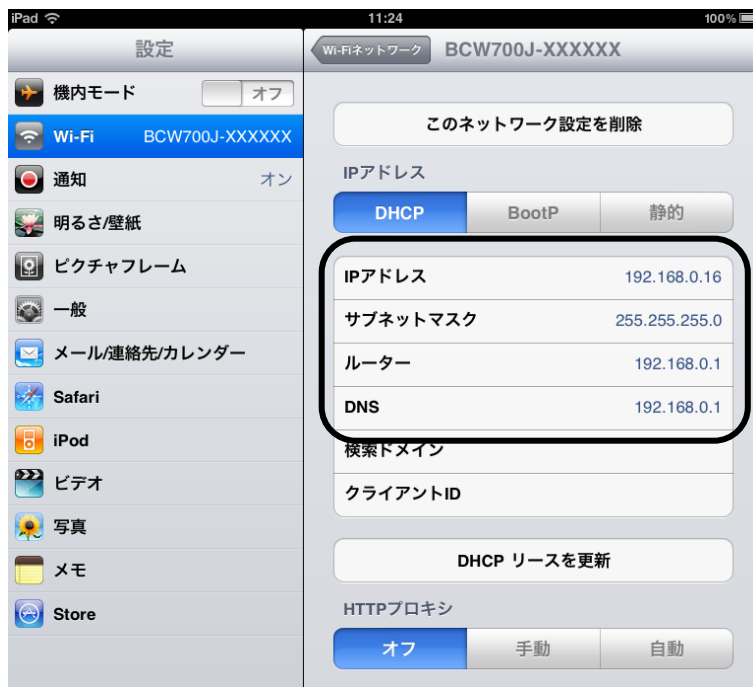 iPad 11:24 100%
設定
機内モード オフ
Wi-Fi BCW700J-XXXXXX
通知 オン
明るさ/壁紙
ピクチャフレーム
一般
メール/連絡先/カレンダー
Safari
iPod
ビデオ
写真
メモ
Store
Wi-Fiネットワーク BCW700J-XXXXXX
このネットワーク設定を削除
IPアドレス
DHCP BootP 静的
IPアドレス 192.168.0.16
サブネットマスク 255.255.255.0
ルーター 192.168.0.1
DNS 192.168.0.1
検索ドメイン
クライアントID
DHCP リースを更新
HTTPプロキシ
オフ 手動 自動